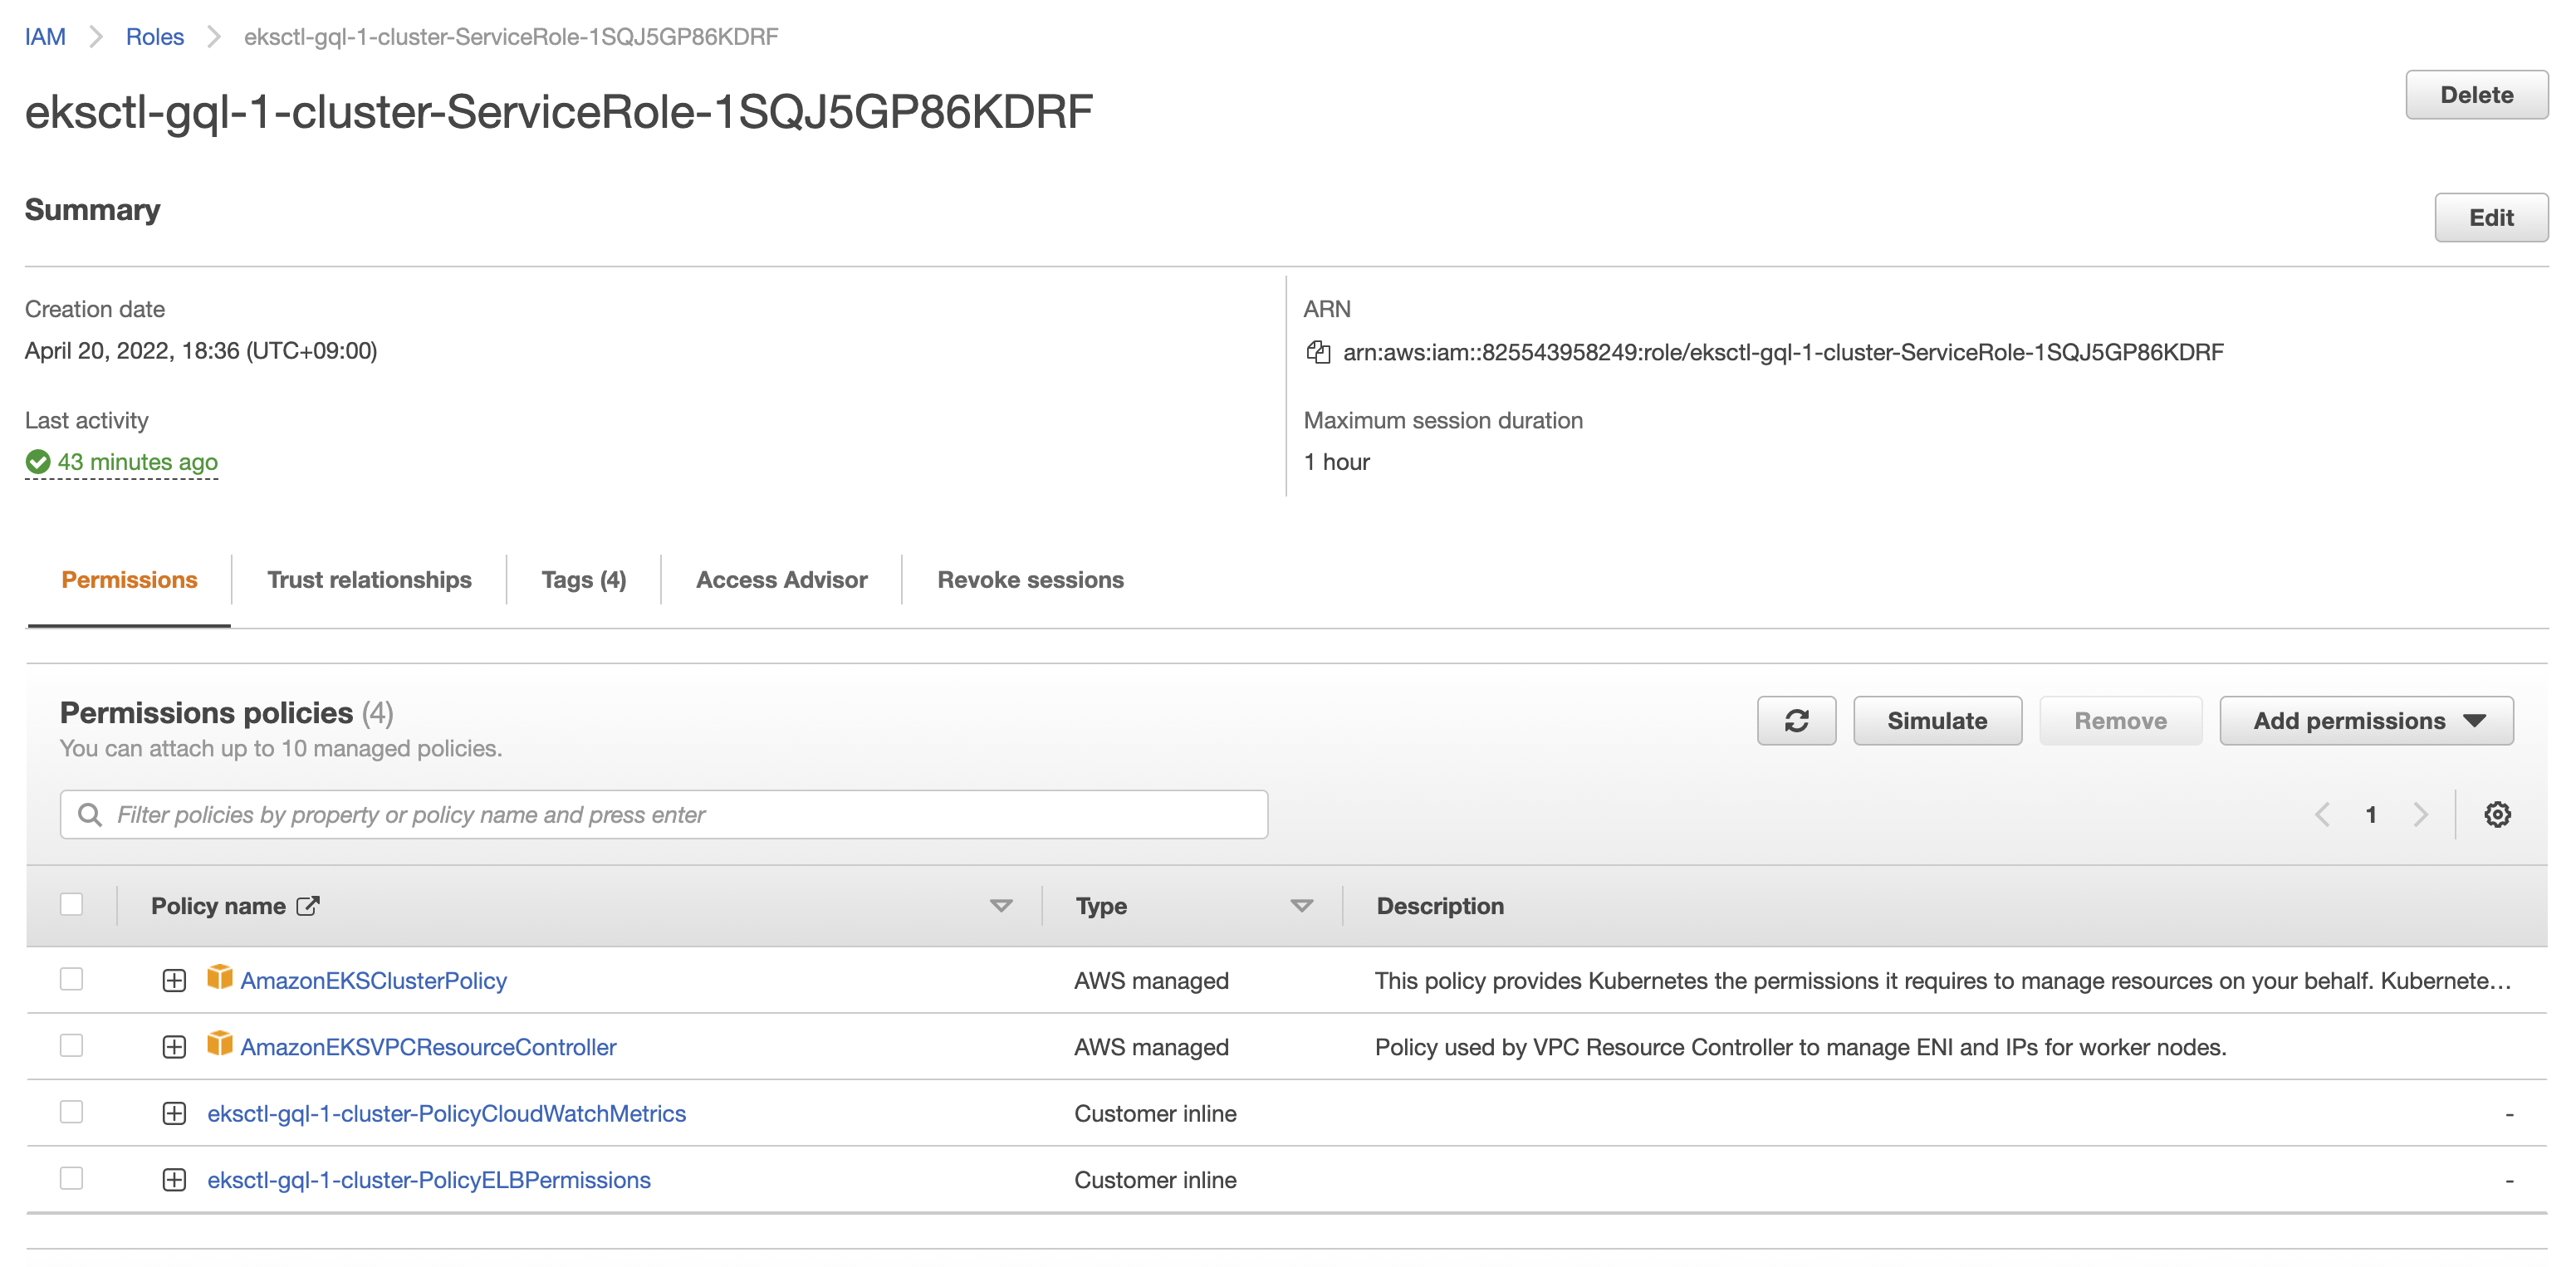 IAM Roles eksctl-gql-1-cluster-ServiceRole-1SQJ5GP86KDRF
eksctl-gql-1-cluster-ServiceRole-1SQJ5GP86KDRF
Delete
Summary
Edit
Creation date
April 20, 2022, 18:36 (UTC+09:00)
ARN
arn:aws:iam::825543958249:role/eksctl-gql-1-cluster-ServiceRole-1SQJ5GP86KDRF
Last activity
43 minutes ago
Maximum session duration
1 hour
Permissions Trust relationships Tags (4) Access Advisor Revoke sessions
Permissions policies (4)
You can attach up to 10 managed policies.
Simulate Remove Add permissions
Filter policies by property or policy name and press enter
1
Policy name Type Description
AmazonEKSClusterPolicy AWS managed This policy provides Kubernetes the permissions it requires to manage resources on your behalf. Kubernete…
AmazonEKSVPCResourceController AWS managed Policy used by VPC Resource Controller to manage ENI and IPs for worker nodes.
eksctl-gql-1-cluster-PolicyCloudWatchMetrics Customer inline -
eksctl-gql-1-cluster-PolicyELBPermissions Customer inline -